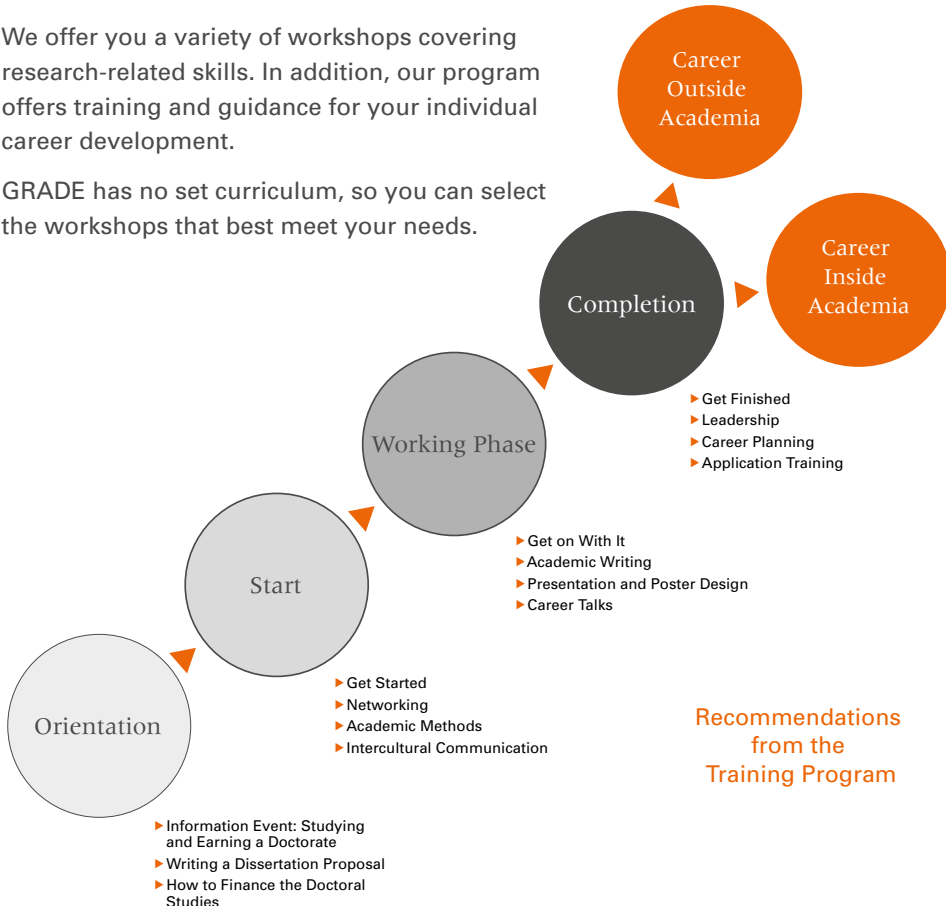 We offer you a variety of workshops covering
research-related skills. In addition, our program
offers training and guidance for your individual
career development.
GRADE has no set curriculum, so you can select
the workshops that best meet your needs.
Career
Outside
Academia
Career
Inside
Academia
Completion
Get Finished
Leadership
Career Planning
Application Training
Working Phase
Get on With It
Academic Writing
Presentation and Poster Design
Career Talks
Start
Get Started
Networking
Academic Methods
Intercultural Communication
Orientation
Information Event: Studying
and Earning a Doctorate
Writing a Dissertation Proposal
How to Finance the Doctoral
Studies
Recommendations
from the
Training Program